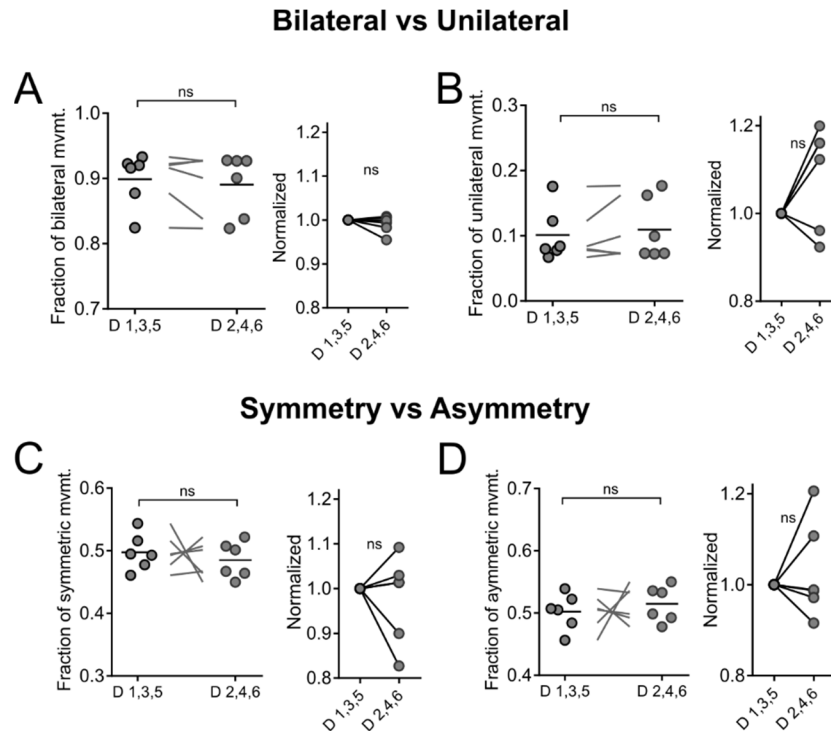 Bilateral vs Unilateral
A
Fraction of bilateral mvmt.
1.0
0.9
0.8
0.7
ns
D 1,3,5
D 2,4,6
Normalized
1.2
1.1
1.0
0.9
0.8
ns
D 1,3,5
D 2,4,6
B
Fraction of unilateral mvmt.
0.3
0.2
0.1
0.0
ns
D 1,3,5
D 2,4,6
Normalized
1.2
1.0
0.8
ns
D 1,3,5
D 2,4,6
Symmetry vs Asymmetry
C
Fraction of symmetric mvmt.
0.6
0.5
0.4
0.3
ns
D 1,3,5
D 2,4,6
Normalized
1.2
1.1
1.0
0.9
0.8
ns
D 1,3,5
D 2,4,6
D
Fraction of aymmetric mvmt.
0.7
0.6
0.5
0.4
ns
D 1,3,5
D 2,4,6
Normalized
1.2
1.0
0.8
ns
D 1,3,5
D 2,4,6